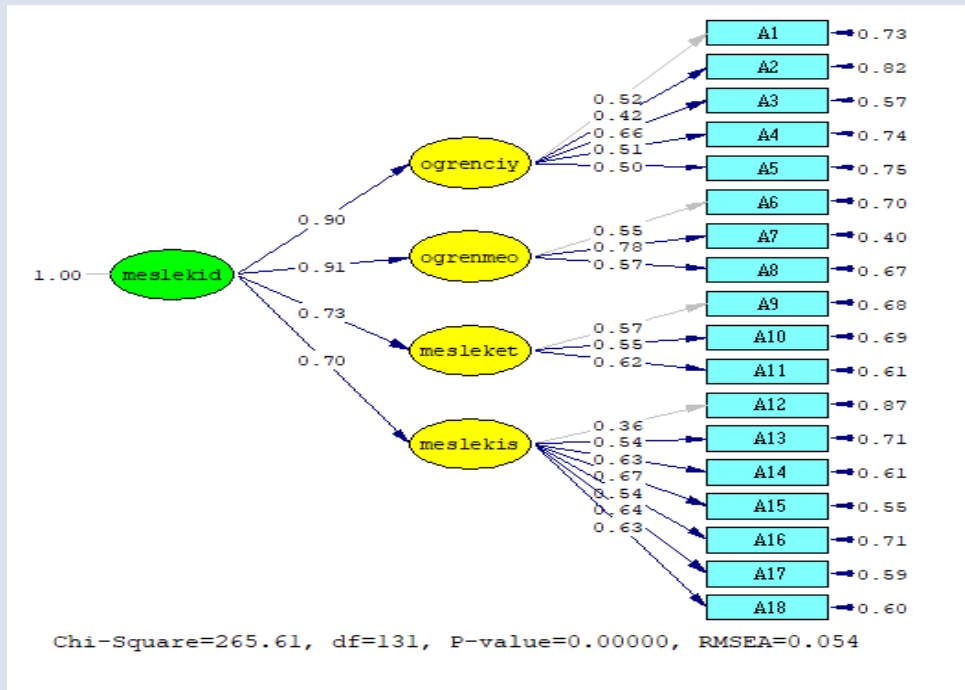 A1 0.73
A2 0.82
0.52 A3 0.57
0.42
0.66 A4 0.74
0.51
ogrenciy 0.50 A5 0.75
A6 0.70
0.90
0.55 A7 0.40
0.78
ogrenmeo 0.57 A8 0.67
1.00 meslekid 0.91
A9 0.68
0.73
0.57 A10 0.69
0.55
mesleket 0.62 A11 0.61
0.70
A12 0.87
0.36
0.54 A13 0.71
meslekis 0.63
0.67 A14 0.61
0.54
0.64 A15 0.55
0.63
A16 0.71
A17 0.59
A18 0.60
Chi-Square=265.61, df=131, P-value=0.00000, RMSEA=0.054